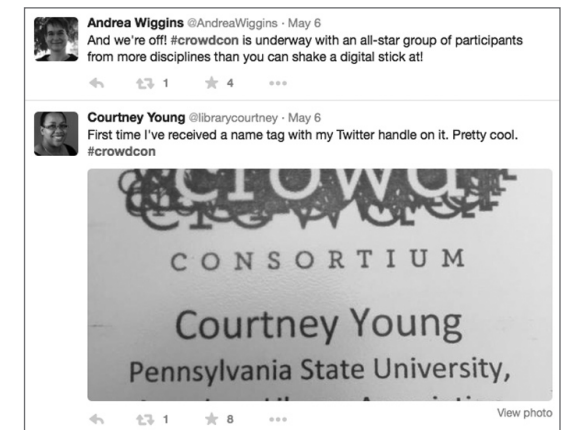 Andrea Wiggins @AndreaWiggins · May 6
And we're off! #crowdcon is underway with an all-star group of participants
from more disciplines than you can shake a digital stick at!
1 4
Courtney Young @librarycourtney · May 6
First time I've received a name tag with my Twitter handle on it. Pretty cool.
#crowdcon
crowd
CONSORTIUM
Courtney Young
Pennsylvania State University,
1 8
View photo